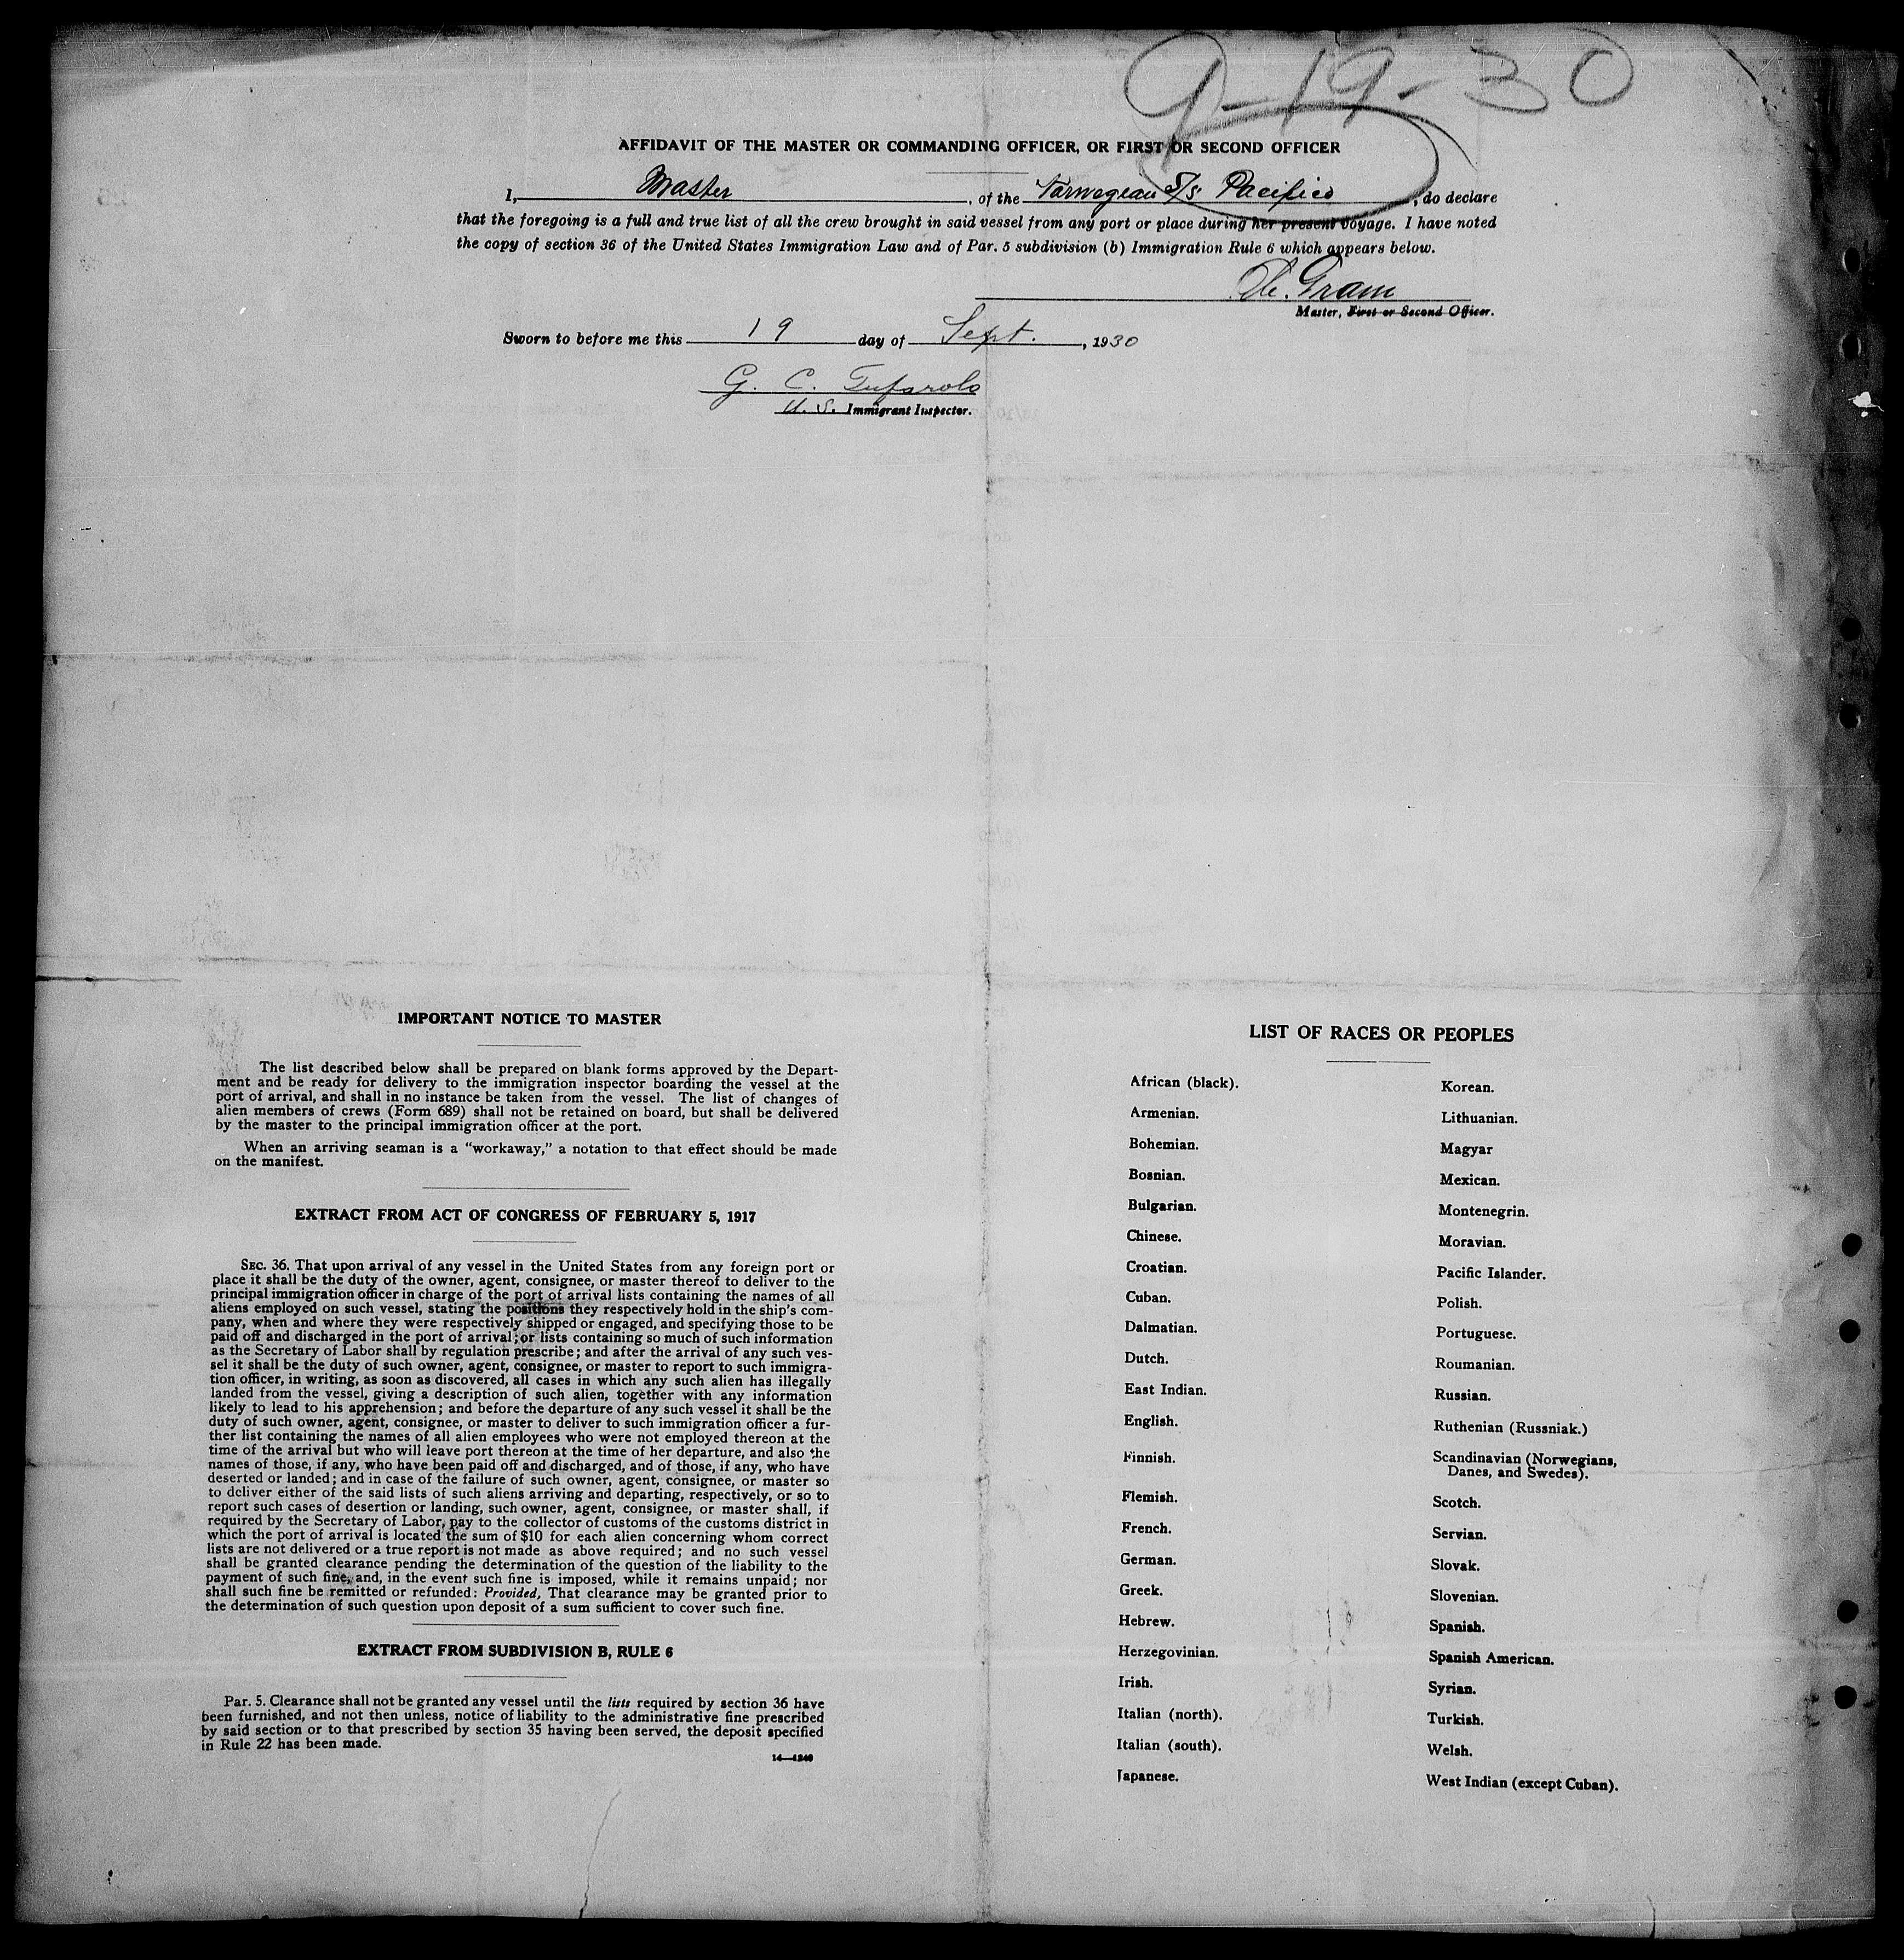 9-19-30
AFFIDAVIT OF THE MASTER OR COMMANDING OFFICER, OR FIRST OR SECOND OFFICER
I, Master, of the Norwegean S/S Pacifico, do declare
that the foregoing is a full and true list of all the crew brought in said vessel from any port or place during her present voyage. I have noted
the copy of section 36 of the United States Immigration Law and of Par. 5 subdivision (b) Immigration Rule 6 which appears below.
Gram
Master, First or Second Officer.
Sworn to before me this 19 day of Sept., 1930
G. C.
U. S. Immigrant Inspector.
IMPORTANT NOTICE TO MASTER
The list described below shall be prepared on blank forms approved by the Depart-
ment and be ready for delivery to the immigration inspector boarding the vessel at the
port of arrival, and shall in no instance be taken from the vessel. The list of changes of
alien members of crews (Form 689) shall not be retained on board, but shall be delivered
by the master to the principal immigration officer at the port.
When an arriving seaman is a “workaway,” a notation to that effect should be made
on the manifest.
EXTRACT FROM ACT OF CONGRESS OF FEBRUARY 5, 1917
SEC. 36. That upon arrival of any vessel in the United States from any foreign port or
place it shall be the duty of the owner, agent, consignee, or master thereof to deliver to the
principal immigration officer in charge of the port of arrival lists containing the names of all
aliens employed on such vessel, stating the positions they respectively hold in the ship's com-
pany, when and where they were respectively shipped or engaged, and specifying those to be
paid off and discharged in the port of arrival; or lists containing so much of such information
as the Secretary of Labor shall by regulation prescribe; and after the arrival of any such ves-
sel it shall be the duty of such owner, agent, consignee, or master to report to such immigra-
tion officer, in writing, as soon as discovered, all cases in which any such alien has illegally
landed from the vessel, giving a description of such alien, together with any information
likely to lead to his apprehension; and before the departure of any such vessel it shall be the
duty of such owner, agent, consignee, or master to deliver to such immigration officer a fur-
ther list containing the names of all alien employees who were not employed thereon at the
time of the arrival but who will leave port thereon at the time of her departure, and also the
names of those, if any, who have been paid off and discharged, and of those, if any, who have
deserted or landed; and in case of the failure of such owner, agent, consignee, or master so
to deliver either of the said lists of such aliens arriving and departing, respectively, or so to
report such cases of desertion or landing, such owner, agent, consignee, or master shall, if
required by the Secretary of Labor, pay to the collector of customs of the customs district in
which the port of arrival is located the sum of $10 for each alien concerning whom correct
lists are not delivered or a true report is not made as above required; and no such vessel
shall be granted clearance pending the determination of the question of the liability to the
payment of such fine, and, in the event such fine is imposed, while it remains unpaid; nor
shall such fine be remitted or refunded: Provided, That clearance may be granted prior to
the determination of such question upon deposit of a sum sufficient to cover such fine.
EXTRACT FROM SUBDIVISION B, RULE 6
Par. 5. Clearance shall not be granted any vessel until the lists required by section 36 have
been furnished, and not then unless, notice of liability to the administrative fine prescribed
by said section or to that prescribed by section 35 having been served, the deposit specified
in Rule 22 has been made.
LIST OF RACES OR PEOPLES
African (black).
Armenian.
Bohemian.
Bosnian.
Bulgarian.
Chinese.
Croatian.
Cuban.
Dalmatian.
Dutch.
East Indian.
English.
Finnish.
Flemish.
French.
German.
Greek.
Hebrew.
Herzegovinian.
Irish.
Italian (north).
Italian (south).
Japanese.
Korean.
Lithuanian.
Magyar
Mexican.
Montenegrin.
Moravian.
Pacific Islander.
Polish.
Portuguese.
Roumanian.
Russian.
Ruthenian (Russniak.)
Scandinavian (Norwegians,
Danes, and Swedes).
Scotch.
Servian.
Slovak.
Slovenian.
Spanish.
Spanish American.
Syrian.
Turkish.
Welsh.
West Indian (except Cuban).